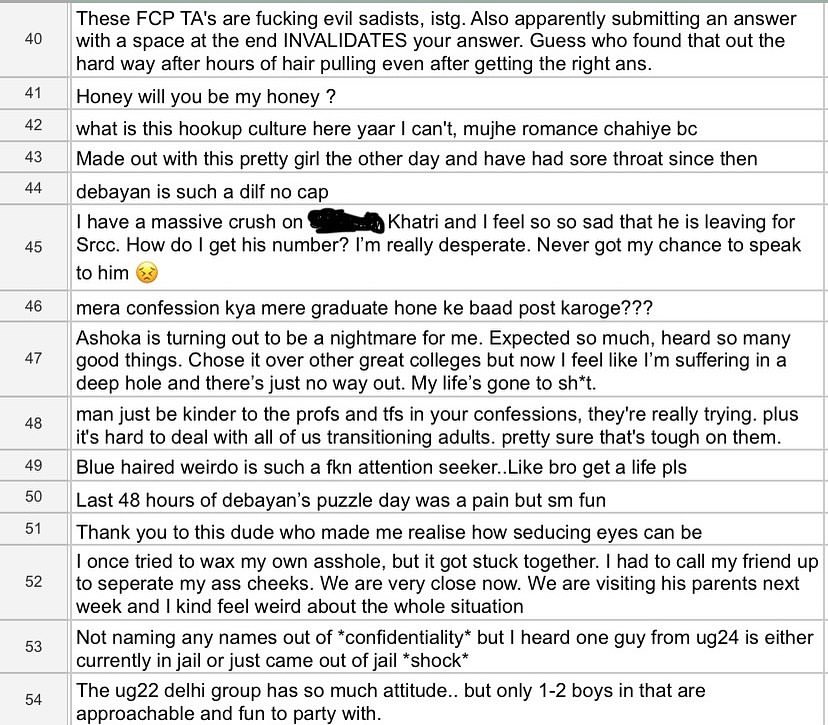 40
These FCP TA's are fucking evil sadists, istg. Also apparently submitting an answer
with a space at the end INVALIDATES your answer. Guess who found that out the
hard way after hours of hair pulling even after getting the right ans.
41
Honey will you be my honey ?
42
what is this hookup culture here yaar I can't, mujhe romance chahiye bc
43
Made out with this pretty girl the other day and have had sore throat since then
44
debayan is such a dilf no cap
45
I have a massive crush on Khatri and I feel so so sad that he is leaving for
Srcc. How do I get his number? I'm really desperate. Never got my chance to speak
to him 😣
46
mera confession kya mere graduate hone ke baad post karoge???
47
Ashoka is turning out to be a nightmare for me. Expected so much, heard so many
good things. Chose it over other great colleges but now I feel like I'm suffering in a
deep hole and there's just no way out. My life's gone to sh*t.
48
man just be kinder to the profs and tfs in your confessions, they're really trying. plus
it's hard to deal with all of us transitioning adults. pretty sure that's tough on them.
49
Blue haired weirdo is such a fkn attention seeker..Like bro get a life pls
50
Last 48 hours of debayan's puzzle day was a pain but sm fun
51
Thank you to this dude who made me realise how seducing eyes can be
52
I once tried to wax my own asshole, but it got stuck together. I had to call my friend up
to seperate my ass cheeks. We are very close now. We are visiting his parents next
week and I kind feel weird about the whole situation
53
Not naming any names out of *confidentiality* but I heard one guy from ug24 is either
currently in jail or just came out of jail *shock*
54
The ug22 delhi group has so much attitude.. but only 1-2 boys in that are
approachable and fun to party with.